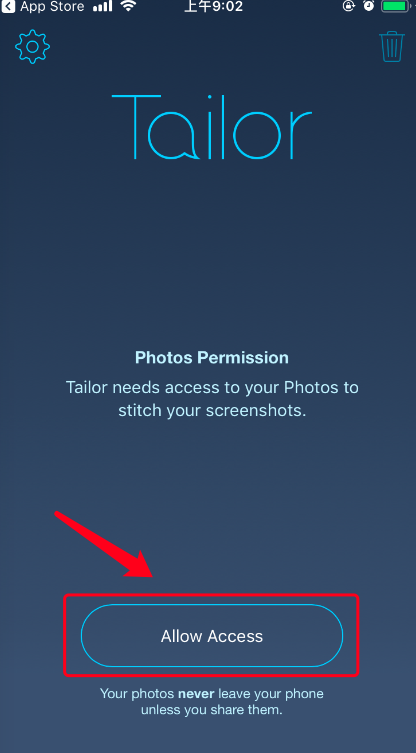 App Store 上午9:02
Tailor
Photos Permission
Tailor needs access to your Photos to
stitch your screenshots.
Allow Access
Your photos never leave your phone
unless you share them.